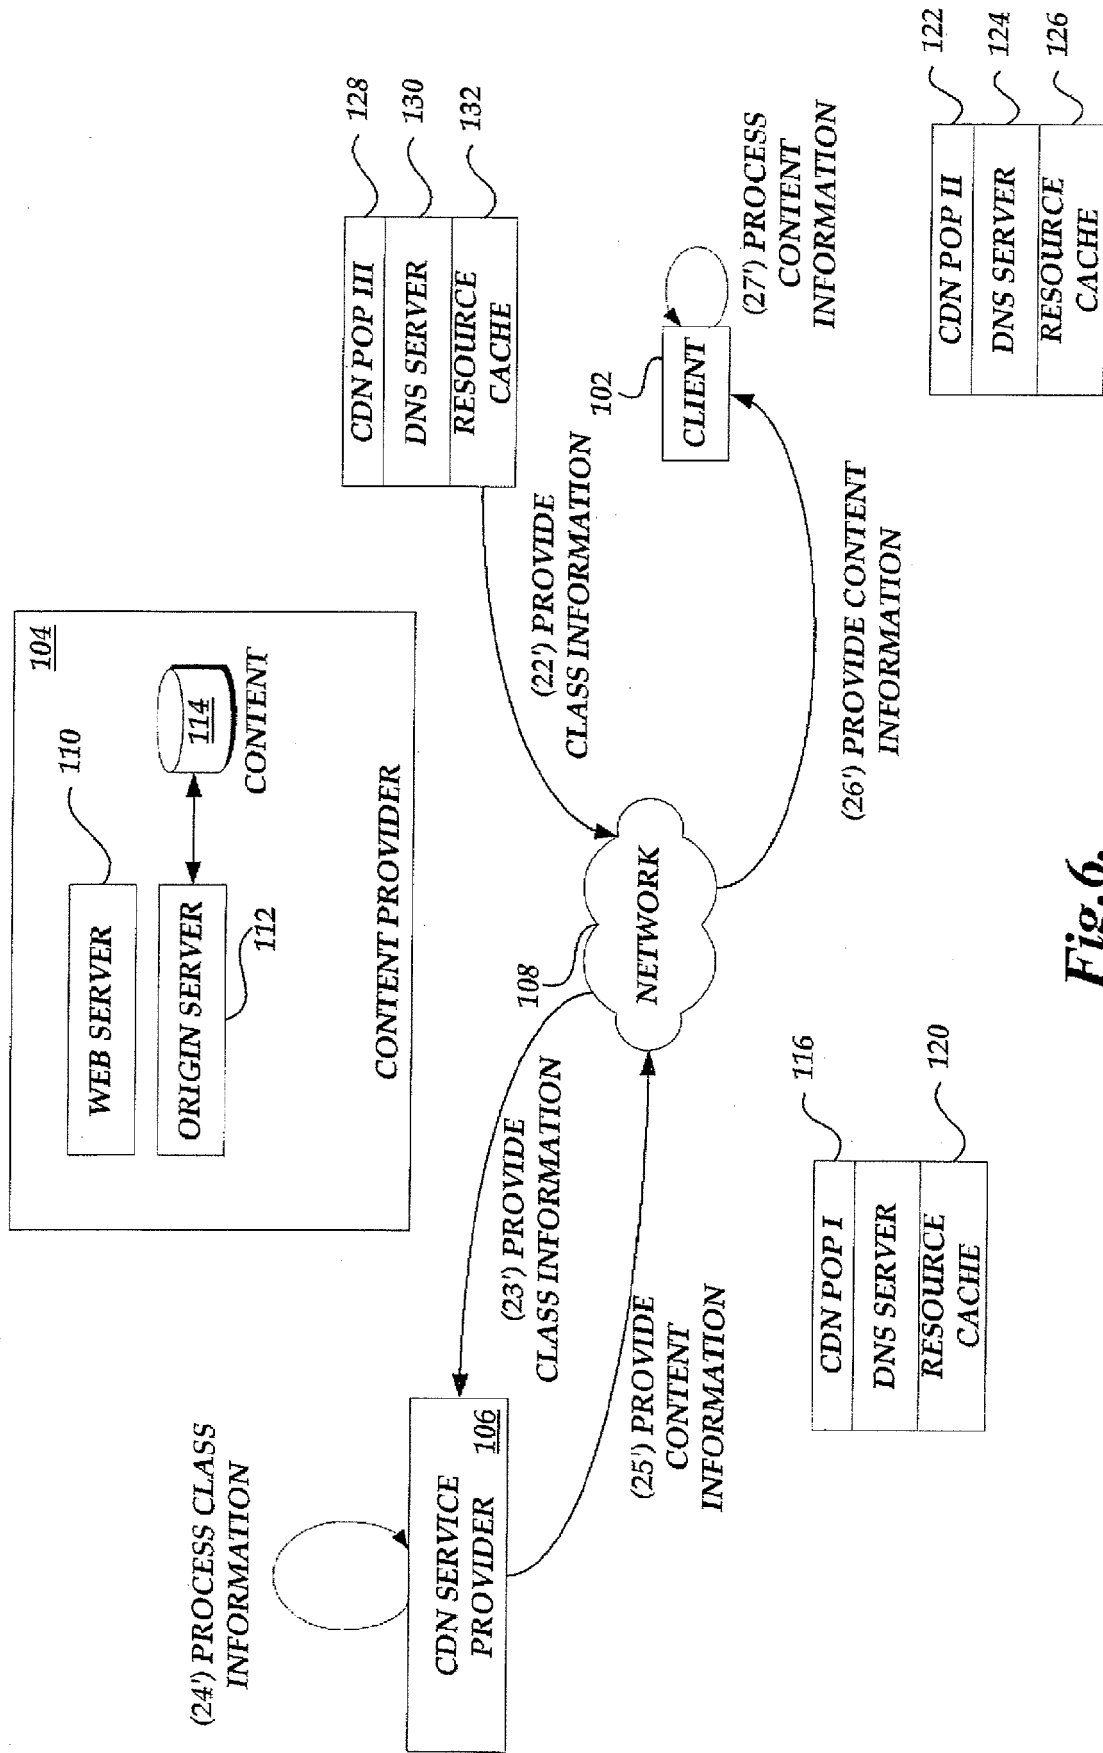 104
110
WEB SERVER
ORIGIN SERVER
112
114
CONTENT
CONTENT PROVIDER
(24') PROCESS CLASS
INFORMATION
CDN SERVICE
PROVIDER
106
(23') PROVIDE
CLASS INFORMATION
(25') PROVIDE
CONTENT
INFORMATION
108
NETWORK
(22') PROVIDE
CLASS INFORMATION
CDN POP III
DNS SERVER
RESOURCE
CACHE
128
130
132
102
CLIENT
(27') PROCESS
CONTENT
INFORMATION
(26') PROVIDE CONTENT
INFORMATION
CDN POP I
DNS SERVER
RESOURCE
CACHE
116
120
CDN POP II
DNS SERVER
RESOURCE
CACHE
122
124
126
Fig.6.